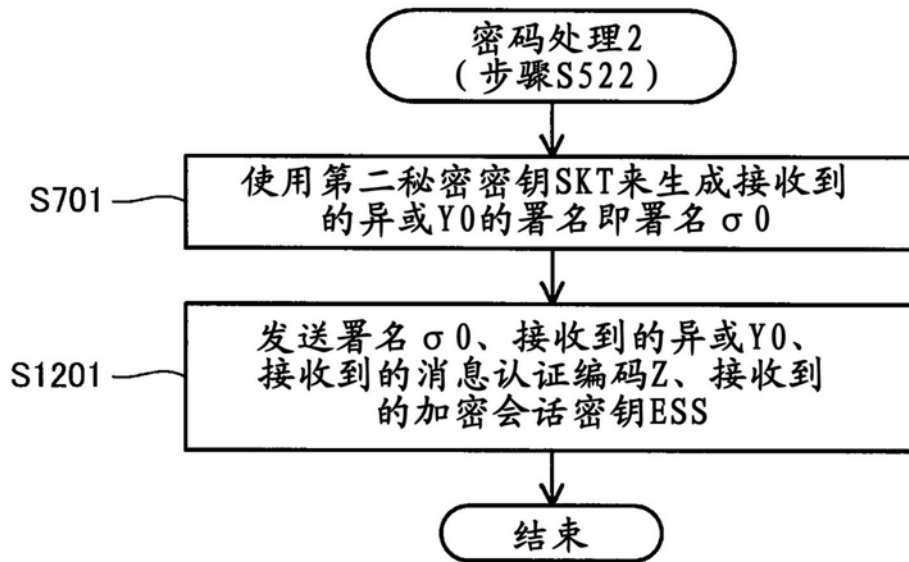 密码处理2
(步骤S522)
S701
使用第二秘密密钥SKT来生成接收到
的异或Y0的署名即署名σ0
S1201
发送署名σ0、接收到的异或Y0、
接收到的消息认证编码Z、接收到
的加密会话密钥ESS
结束